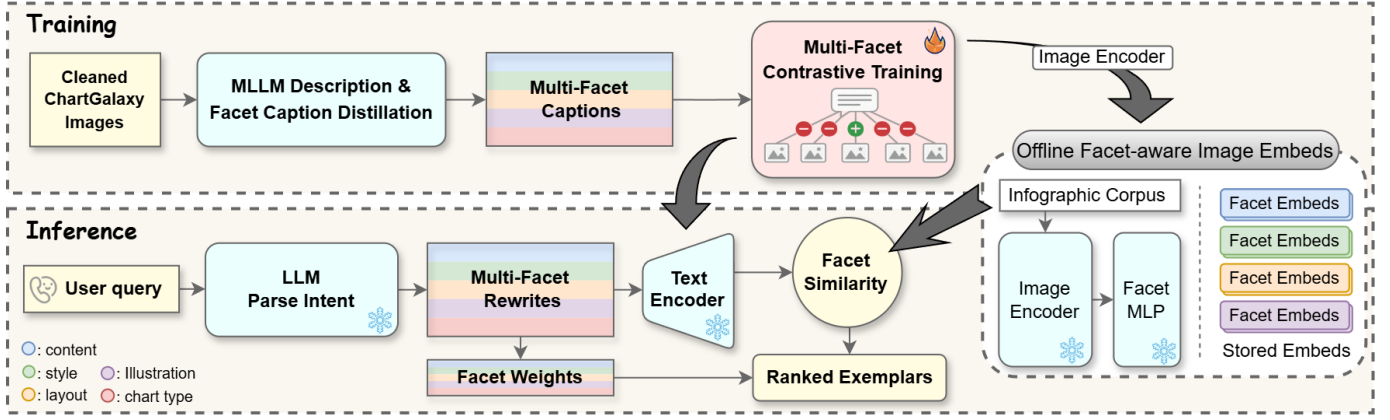 Training
Cleaned
ChartGalaxy
Images
MLLM Description &
Facet Caption Distillation
Multi-Facet
Captions
Multi-Facet
Contrastive Training
Image Encoder
Offline Facet-aware Image Embeds
Infographic Corpus
Image
Encoder
Facet
MLP
Facet Embeds
Facet Embeds
Facet Embeds
Facet Embeds
Stored Embeds
Inference
User query
LLM
Parse Intent
Multi-Facet
Rewrites
Text
Encoder
Facet
Similarity
Facet Weights
Ranked Exemplars
: content
: style
: Illustration
: layout
: chart type